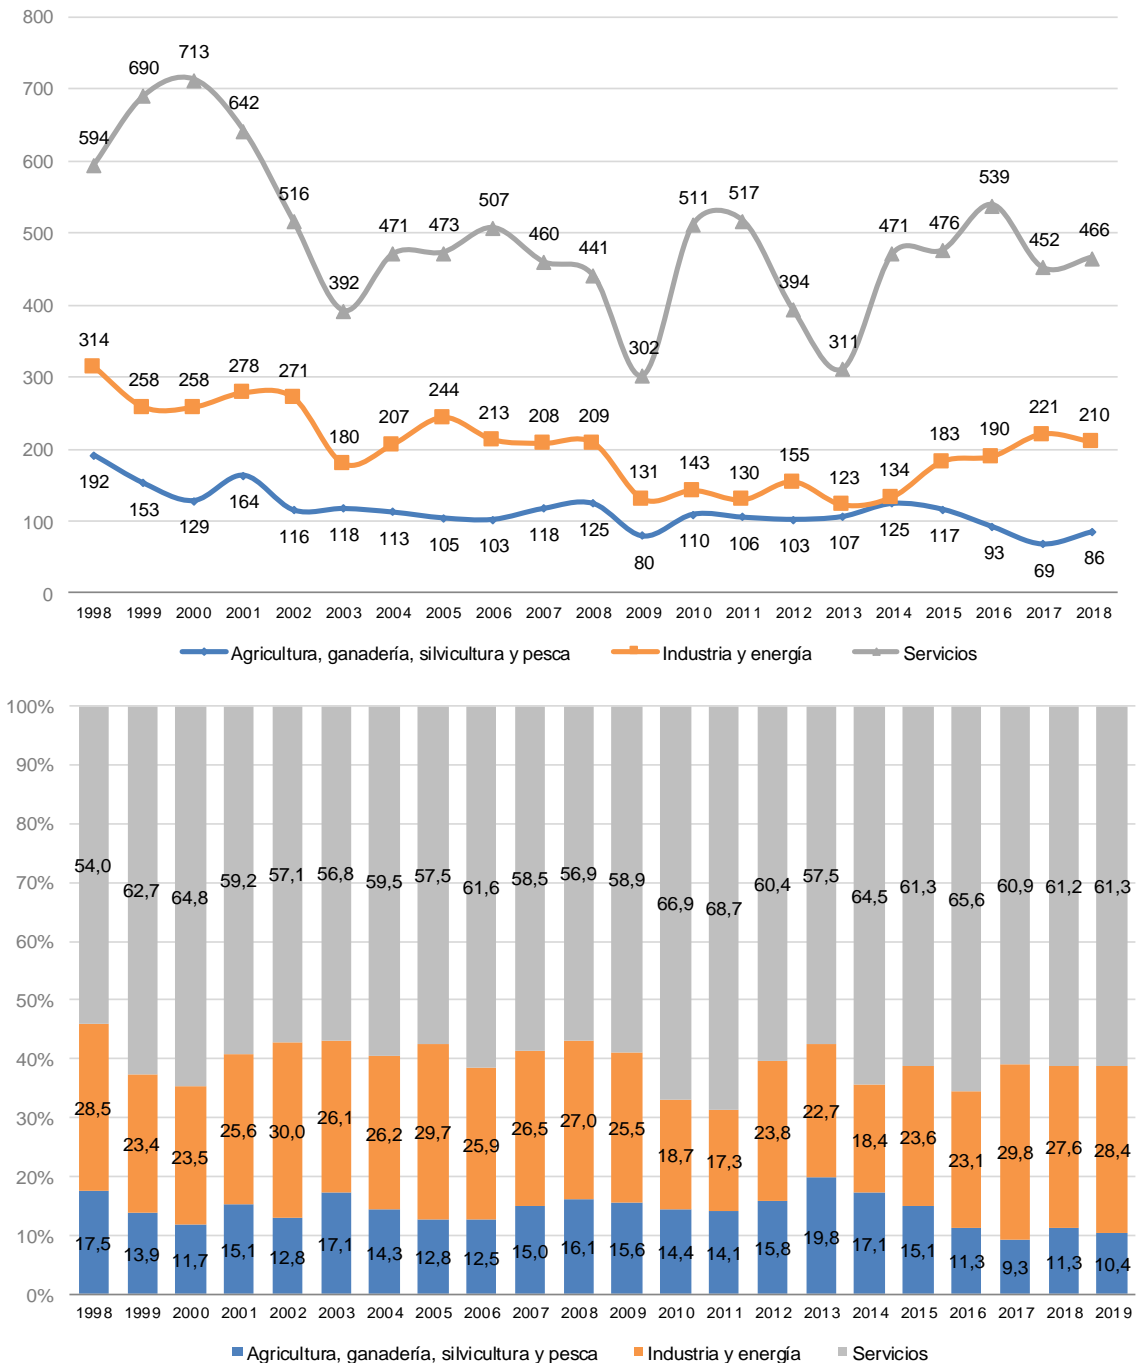 800
700
600
500
400
300
200
100
0
594 690 713 642 516 392 471 473 507 460 441 302 511 517 394 311 471 476 539 452 466
314 258 258 278 271 180 207 244 213 208 209 131 143 130 155 123 134 183 190 221 210
192 153 129 164 116 118 113 105 103 118 125 80 110 106 103 107 125 117 93 69 86
1998 1999 2000 2001 2002 2003 2004 2005 2006 2007 2008 2009 2010 2011 2012 2013 2014 2015 2016 2017 2018
Agricultura, ganadería, silvicultura y pesca Industria y energía Servicios
100%
90%
80%
70%
60%
50%
40%
30%
20%
10%
0%
54,0 62,7 64,8 59,2 57,1 56,8 59,5 57,5 61,6 58,5 56,9 58,9 66,9 68,7 60,4 57,5 64,5 61,3 65,6 60,9 61,2 61,3
28,5 23,4 23,5 25,6 30,0 26,1 26,2 29,7 25,9 26,5 27,0 25,5 18,7 17,3 23,8 22,7 18,4 23,6 23,1 29,8 27,6 28,4
17,5 13,9 11,7 15,1 12,8 17,1 14,3 12,8 12,5 15,0 16,1 15,6 14,4 14,1 15,8 19,8 17,1 15,1 11,3 9,3 11,3 10,4
1998 1999 2000 2001 2002 2003 2004 2005 2006 2007 2008 2009 2010 2011 2012 2013 2014 2015 2016 2017 2018 2019
Agricultura, ganadería, silvicultura y pesca Industria y energía Servicios